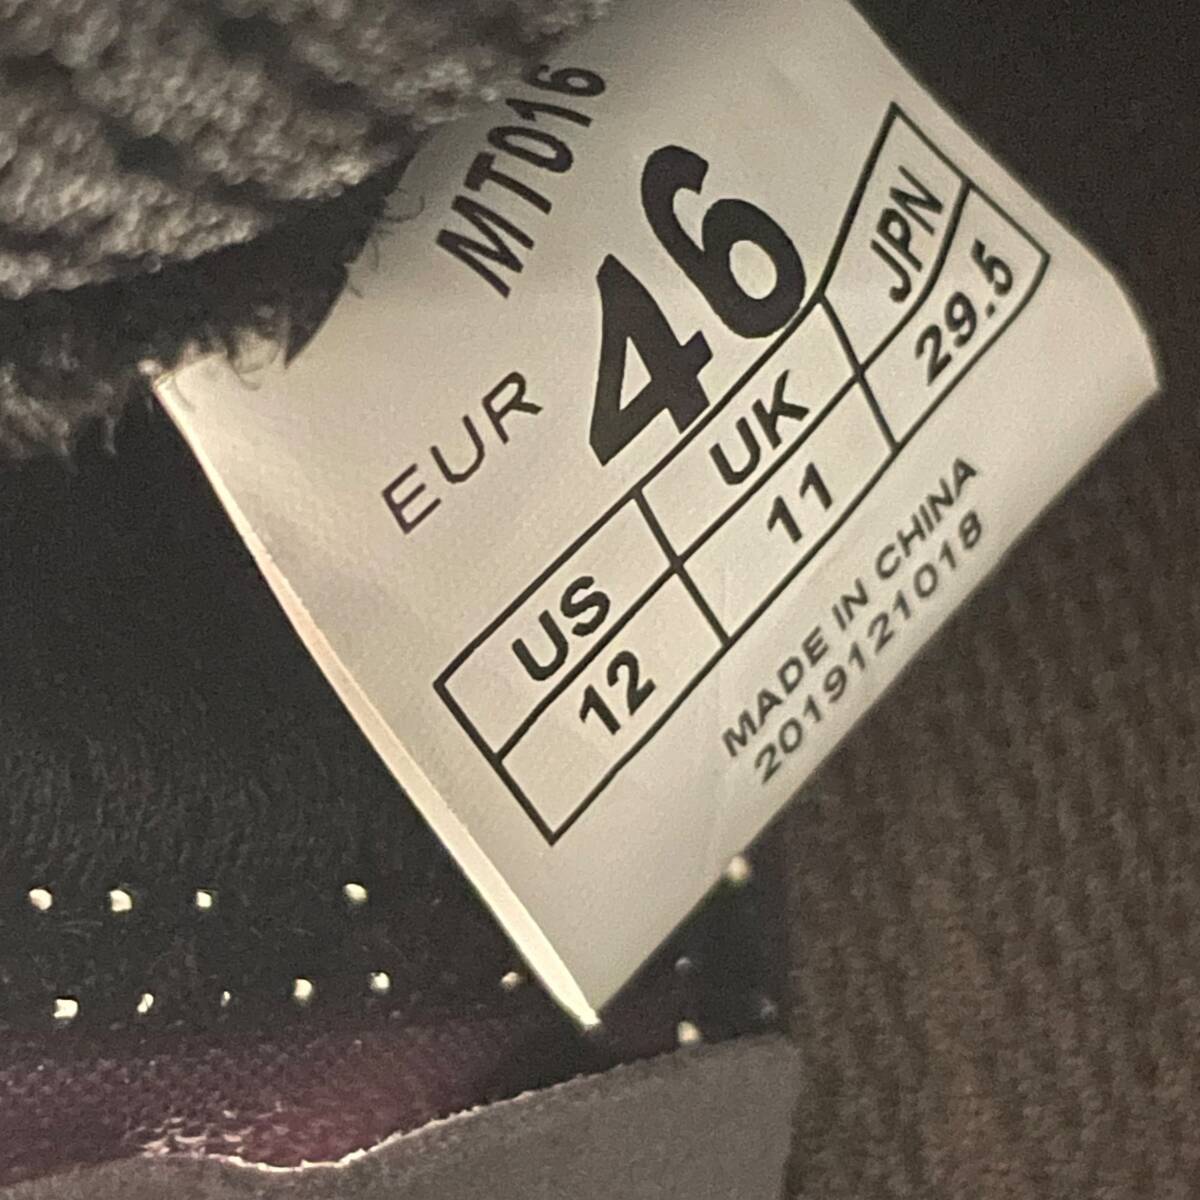 MT016
EUR 46
US UK JPN
12 11 29.5
MADE IN CHINA
2019121018